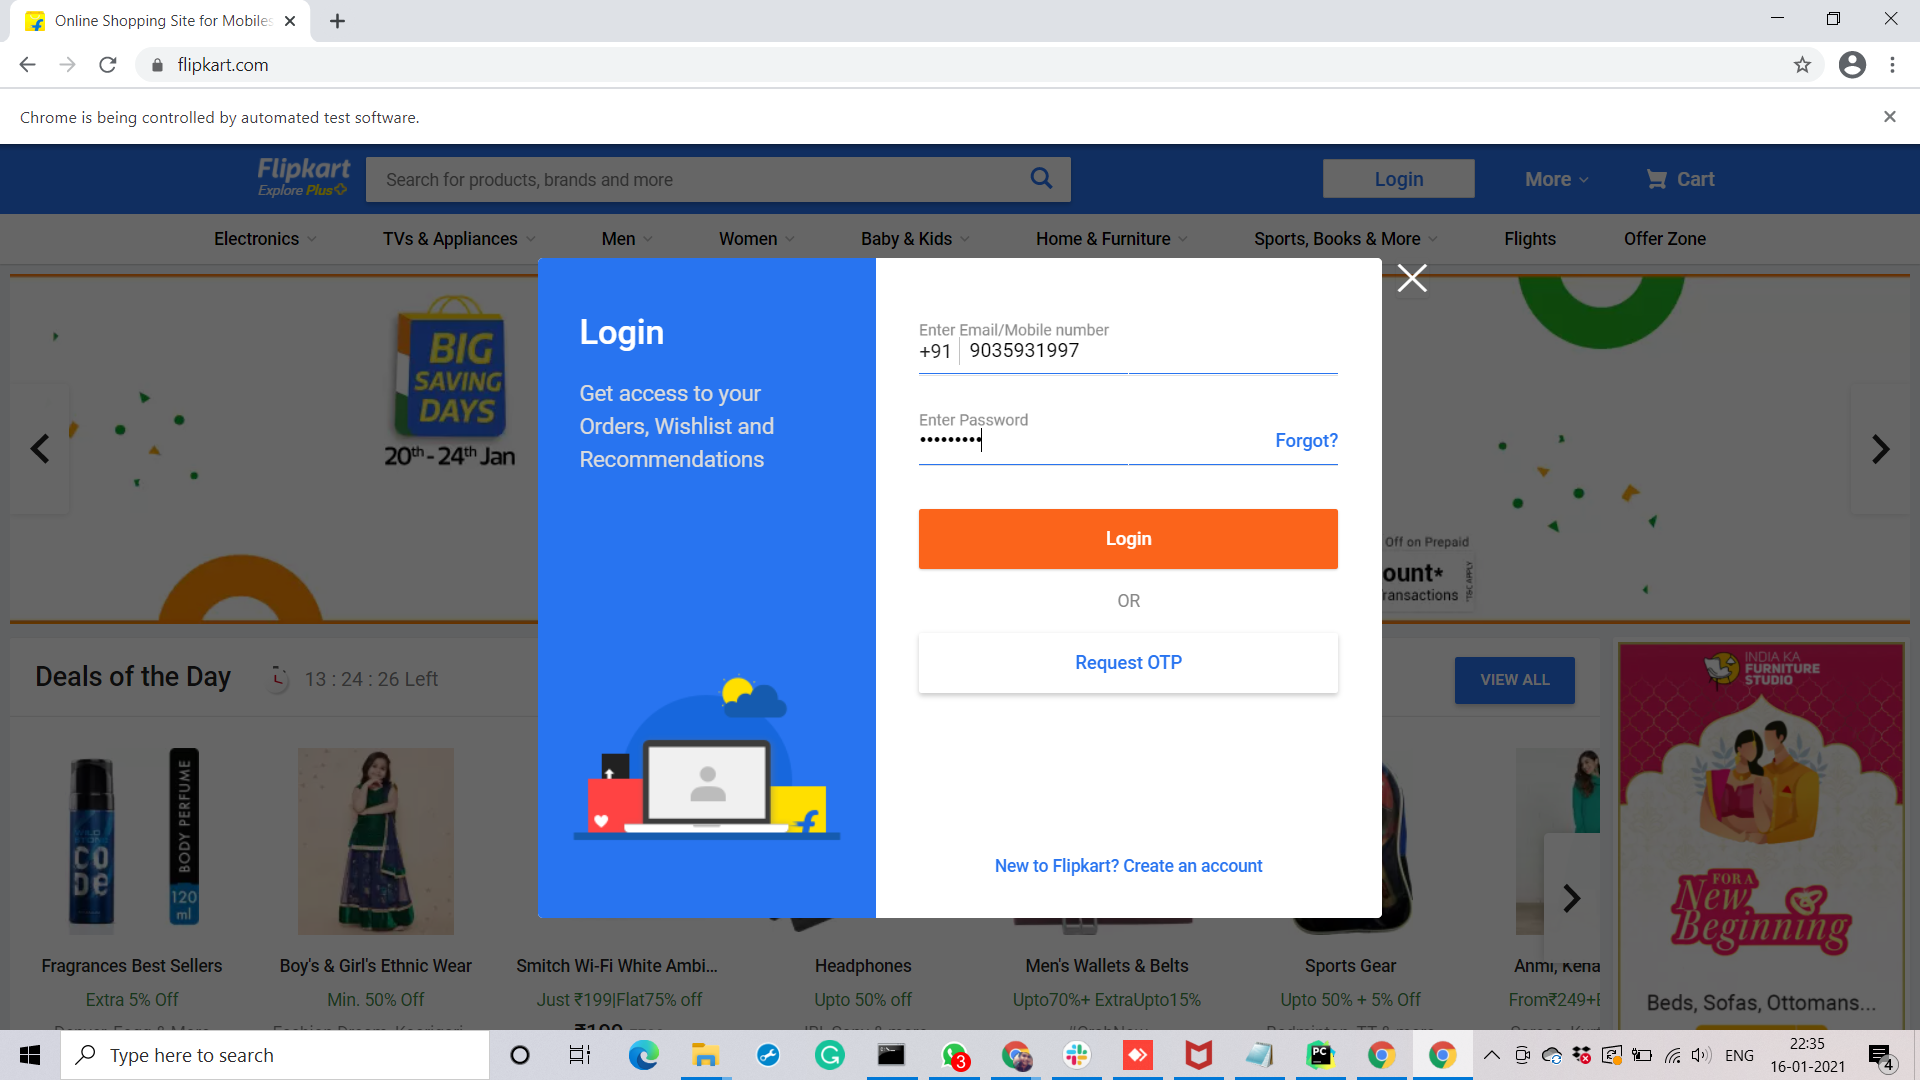 Online Shopping Site for Mobiles
flipkart.com
Chrome is being controlled by automated test software.
Flipkart
Explore Plus
Search for products, brands and more
Login
More
Cart
Electronics
TVs & Appliances
Men
Women
Baby & Kids
Home & Furniture
Sports, Books & More
Flights
Offer Zone
BIG
SAVING
DAYS
20th - 24th Jan
Login
Get access to your
Orders, Wishlist and
Recommendations
Enter Email/Mobile number
+91 9035931997
Enter Password
•••••••••
Forgot?
Login
OR
Request OTP
New to Flipkart? Create an account
Off on Prepaid
ount*
ransactions
*T&C APPLY
Deals of the Day
13 : 24 : 26 Left
VIEW ALL
INDIA KA
FURNITURE
STUDIO
FOR A
New
Beginning
Beds, Sofas, Ottomans...
CODE
BODY PERFUME
120
ml
Fragrances Best Sellers
Extra 5% Off
Boy's & Girl's Ethnic Wear
Min. 50% Off
Smitch Wi-Fi White Ambi...
Just ₹199|Flat75% off
Headphones
Upto 50% off
Men's Wallets & Belts
Upto70%+ ExtraUpto15%
Sports Gear
Upto 50% + 5% Off
Anmi, Kena
From₹249+E
Type here to search
3
PC
ENG
22:35
16-01-2021
4